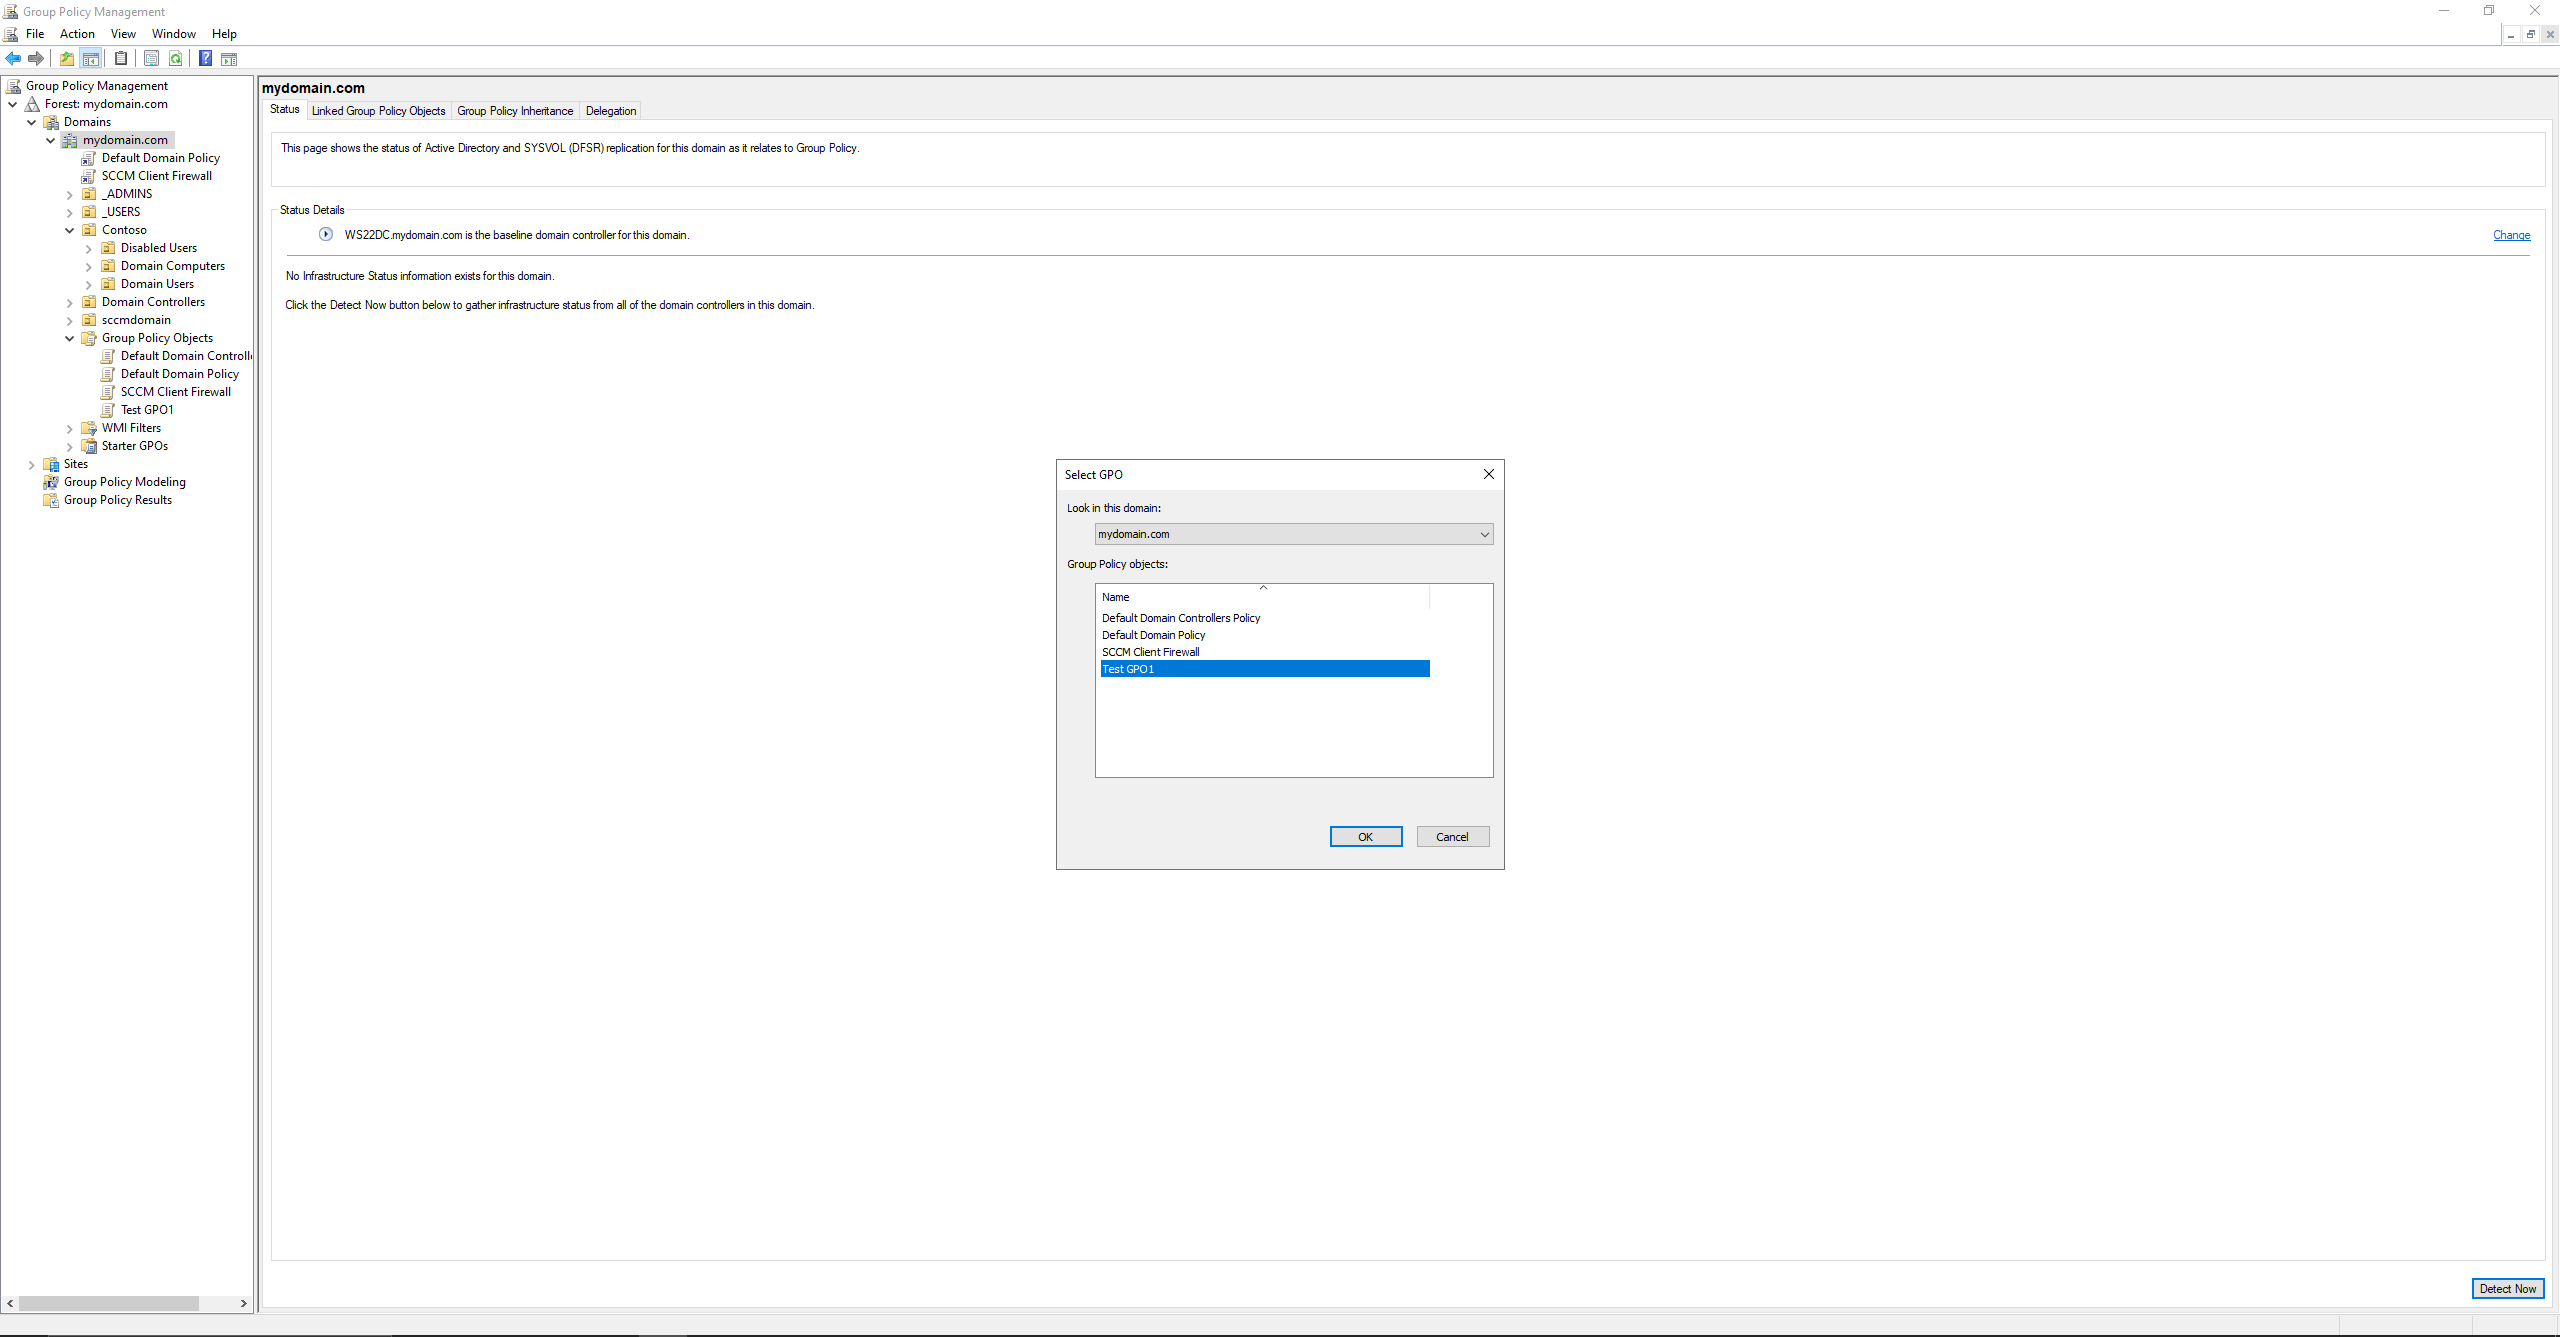 Group Policy Management
File Action View Window Help
Group Policy Management
Forest: mydomain.com
Domains
mydomain.com
Default Domain Policy
SCCM Client Firewall
_ADMINS
_USERS
Contoso
Disabled Users
Domain Computers
Domain Users
Domain Controllers
sccmdomain
Group Policy Objects
Default Domain Controlle
Default Domain Policy
SCCM Client Firewall
Test GPO1
WMI Filters
Starter GPOs
Sites
Group Policy Modeling
Group Policy Results
mydomain.com
Status Linked Group Policy Objects Group Policy Inheritance Delegation
This page shows the status of Active Directory and SYSVOL (DFSR) replication for this domain as it relates to Group Policy.
Status Details
WS22DC.mydomain.com is the baseline domain controller for this domain. Change
No Infrastructure Status information exists for this domain.
Click the Detect Now button below to gather infrastructure status from all of the domain controllers in this domain.
Select GPO
Look in this domain:
mydomain.com
Group Policy objects:
Name
Default Domain Controllers Policy
Default Domain Policy
SCCM Client Firewall
Test GPO1
OK Cancel
Detect Now